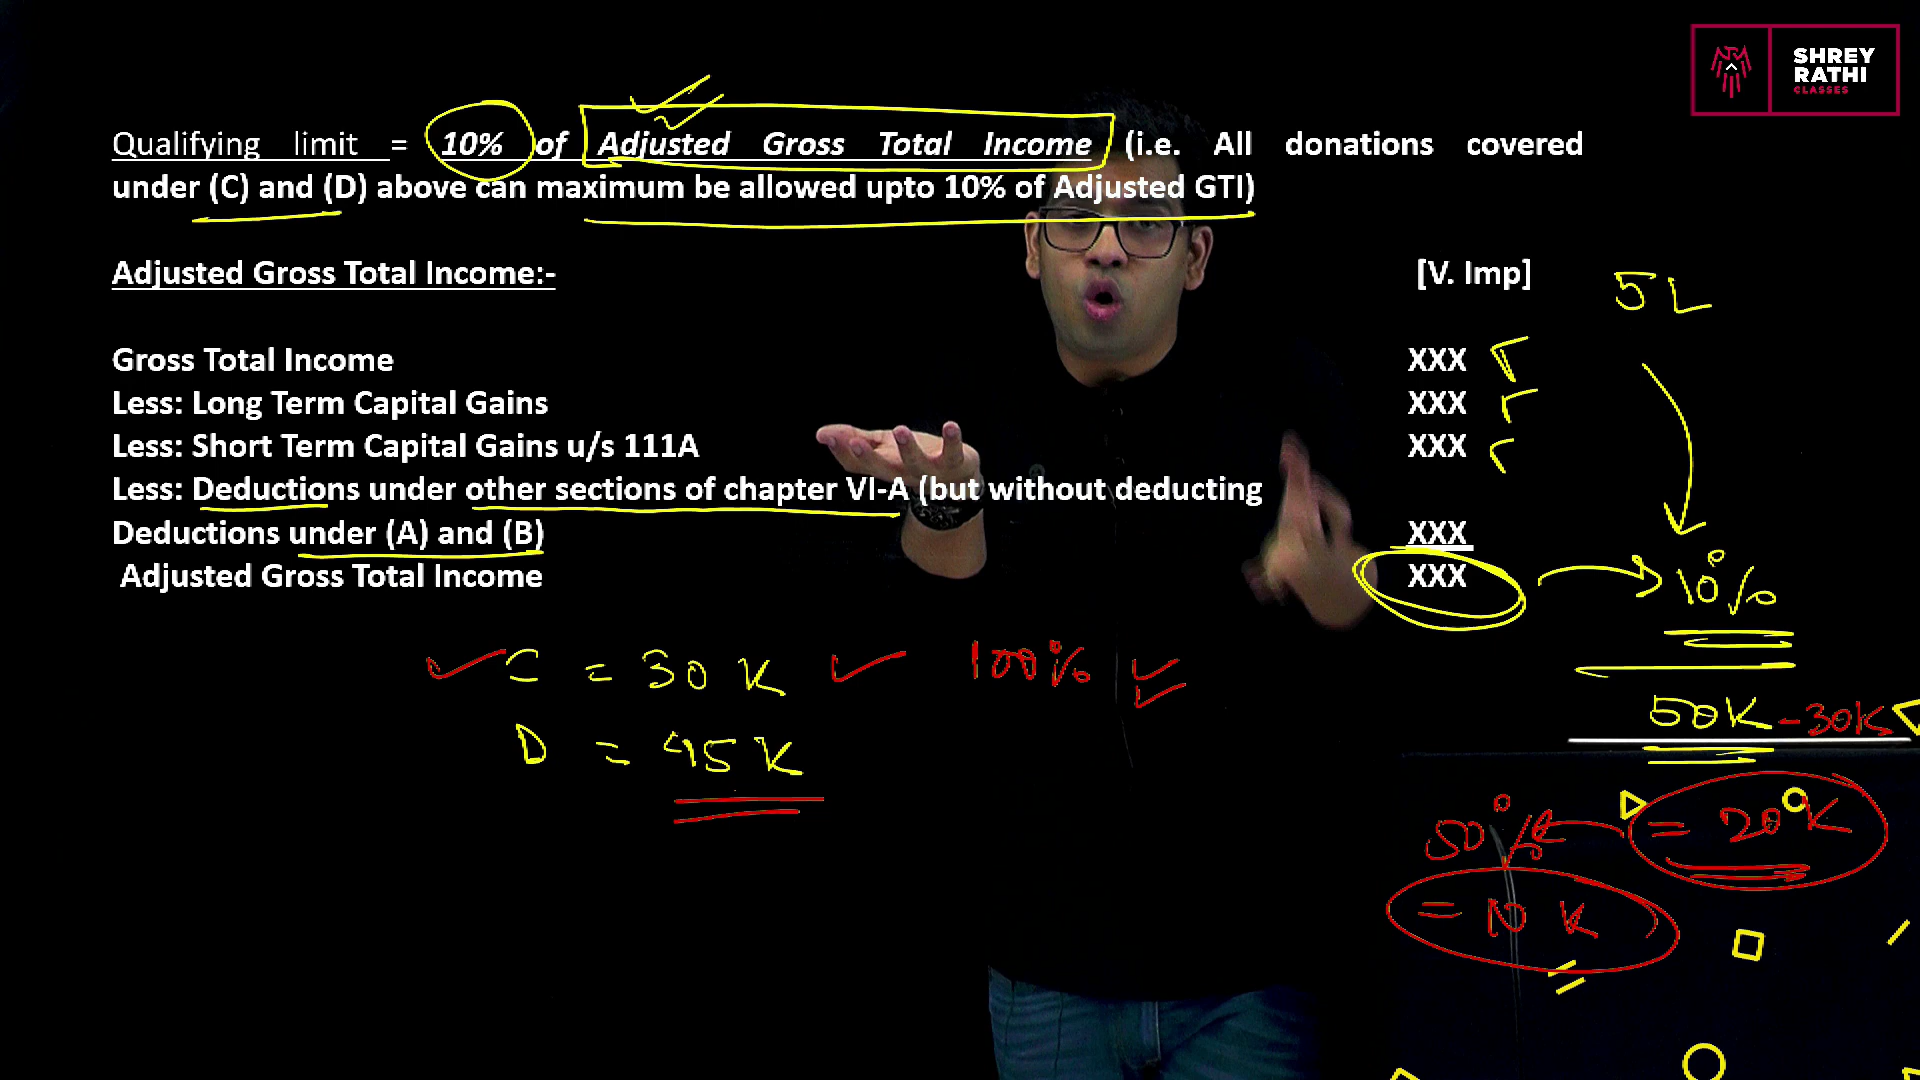 SHREY
RATHI
CLASSES
Qualifying limit = 10% of Adjusted Gross Total Income (i.e. All donations covered
under (C) and (D) above can maximum be allowed upto 10% of Adjusted GTI)
Adjusted Gross Total Income:- [V. Imp] 5L
Gross Total Income XXX
Less: Long Term Capital Gains XXX
Less: Short Term Capital Gains u/s 111A XXX
Less: Deductions under other sections of chapter VI-A (but without deducting
Deductions under (A) and (B) XXX
Adjusted Gross Total Income XXX 10%
C = 30 K 100%
50K -30K
D = 45 K
50% = 20K
= 10 K